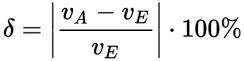 δ = |(v_A − v_E) / v_E| · 100%